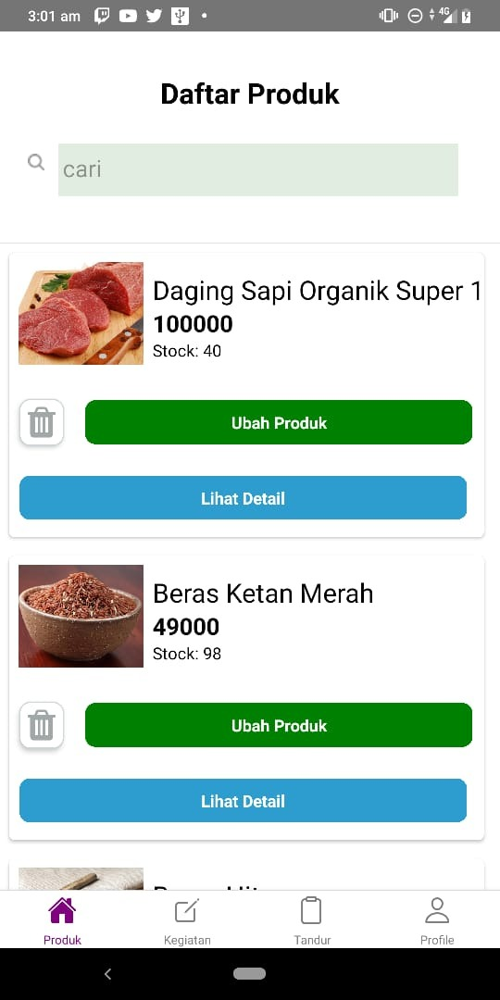 3:01 am
4G
Daftar Produk
cari
Daging Sapi Organik Super 1
100000
Stock: 40
Ubah Produk
Lihat Detail
Beras Ketan Merah
49000
Stock: 98
Ubah Produk
Lihat Detail
Produk
Kegiatan
Tandur
Profile